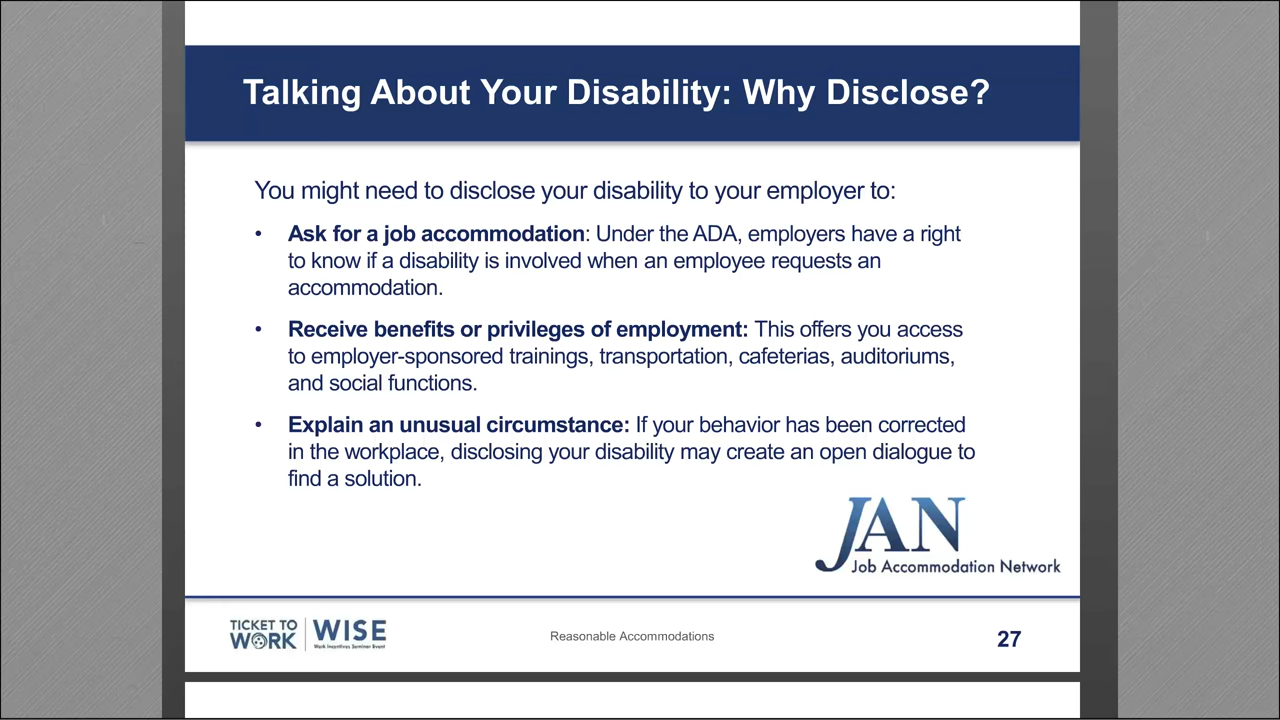 Talking About Your Disability: Why Disclose?
You might need to disclose your disability to your employer to:
• Ask for a job accommodation: Under the ADA, employers have a right
to know if a disability is involved when an employee requests an
accommodation.
• Receive benefits or privileges of employment: This offers you access
to employer-sponsored trainings, transportation, cafeterias, auditoriums,
and social functions.
• Explain an unusual circumstance: If your behavior has been corrected
in the workplace, disclosing your disability may create an open dialogue to
find a solution.
JAN
Job Accommodation Network
TICKET TO
WORK
WISE
Work Incentives Seminar Event
Reasonable Accommodations
27